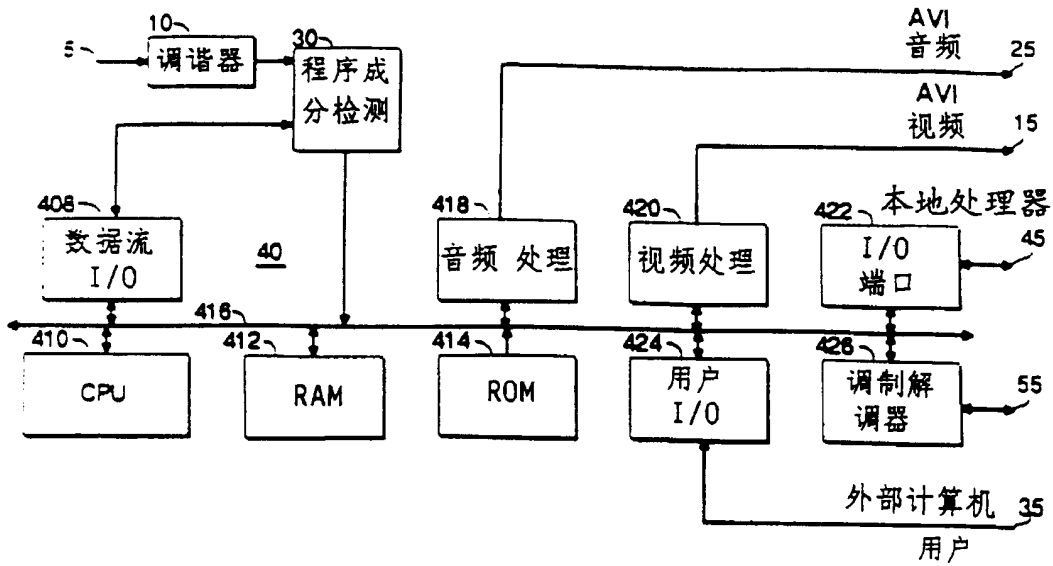 AVI
音频
25
10
调谐器
5
30
程序成
分检测
AVI
视频
15
408
数据流
I/O
40
418
音频 处理
420
视频处理
本地处理器
422
I/O
端口
45
416
410
CPU
412
RAM
414
ROM
424
用户
I/O
426
调制解
调器
55
外部计算机
35
用户